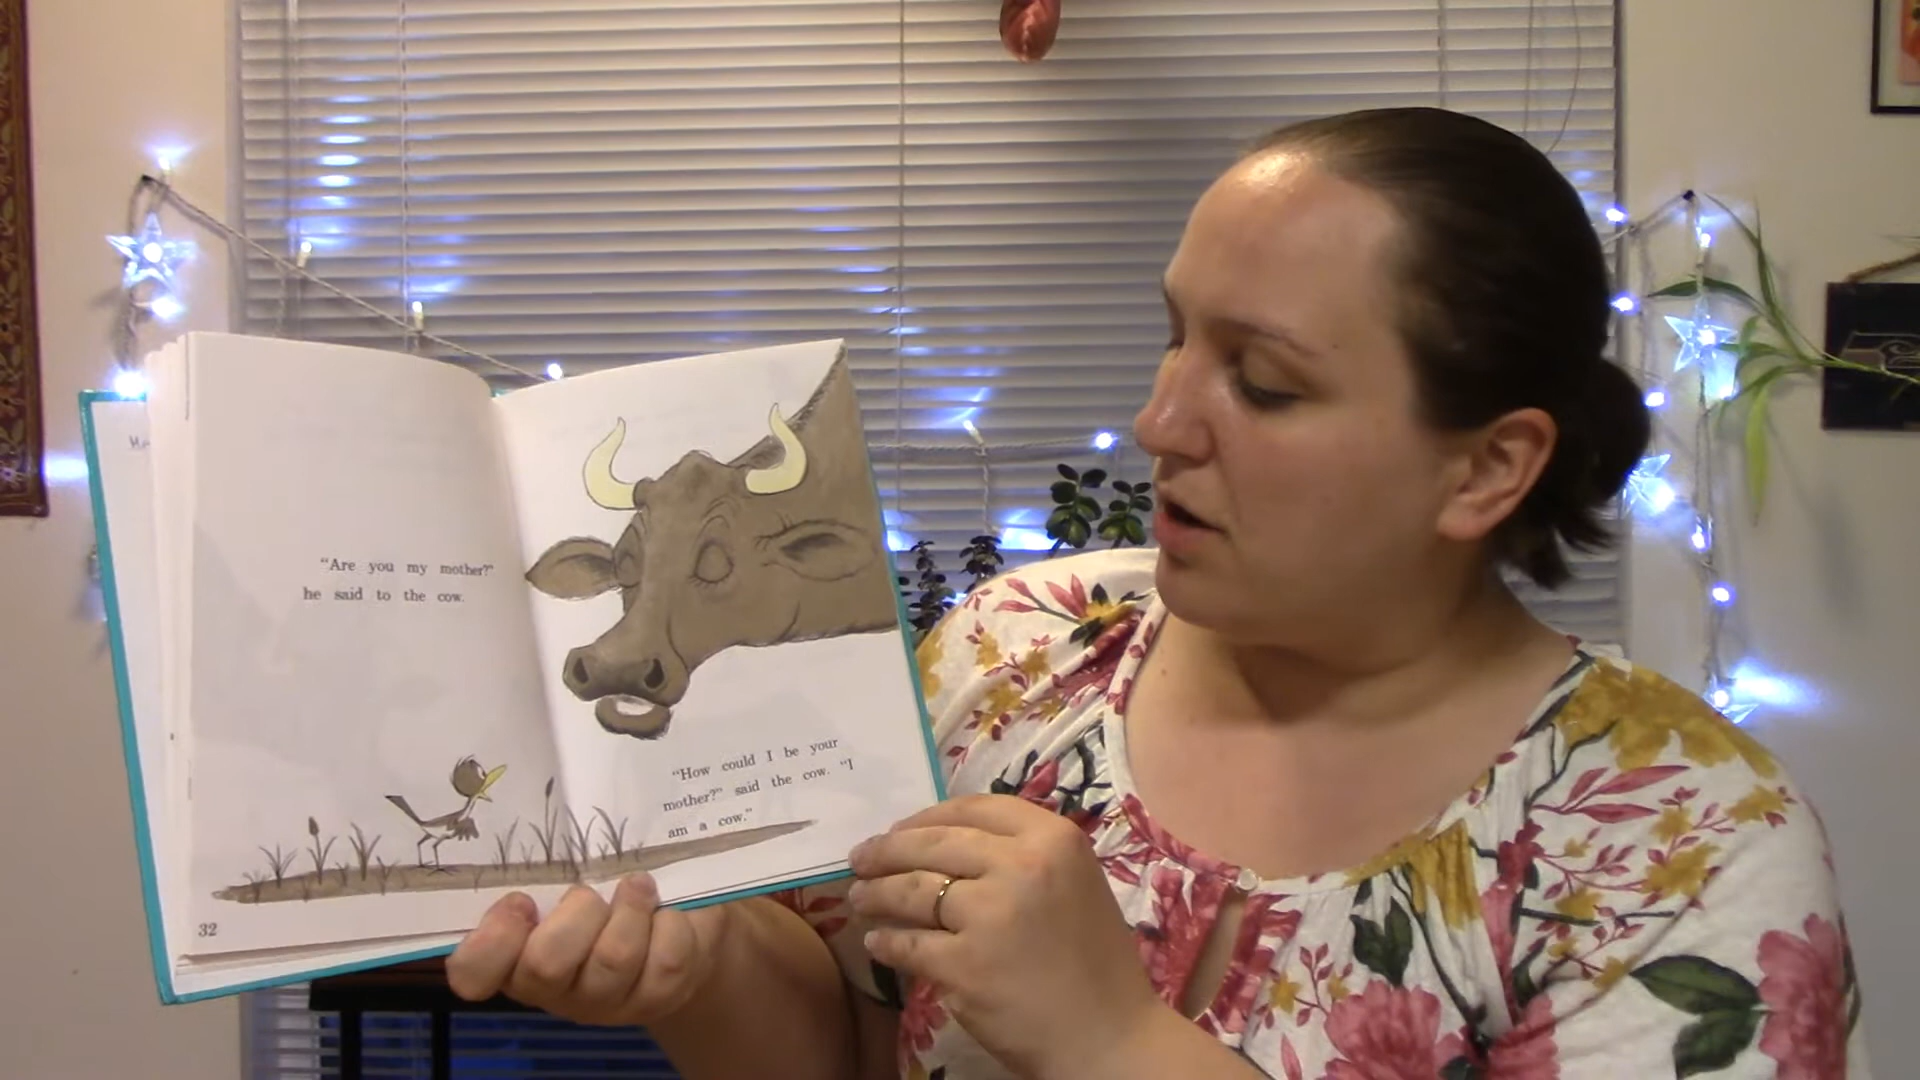 “Are you my mother?”
he said to the cow.
“How could I be your
mother?” said the cow. “I
am a cow.”
32